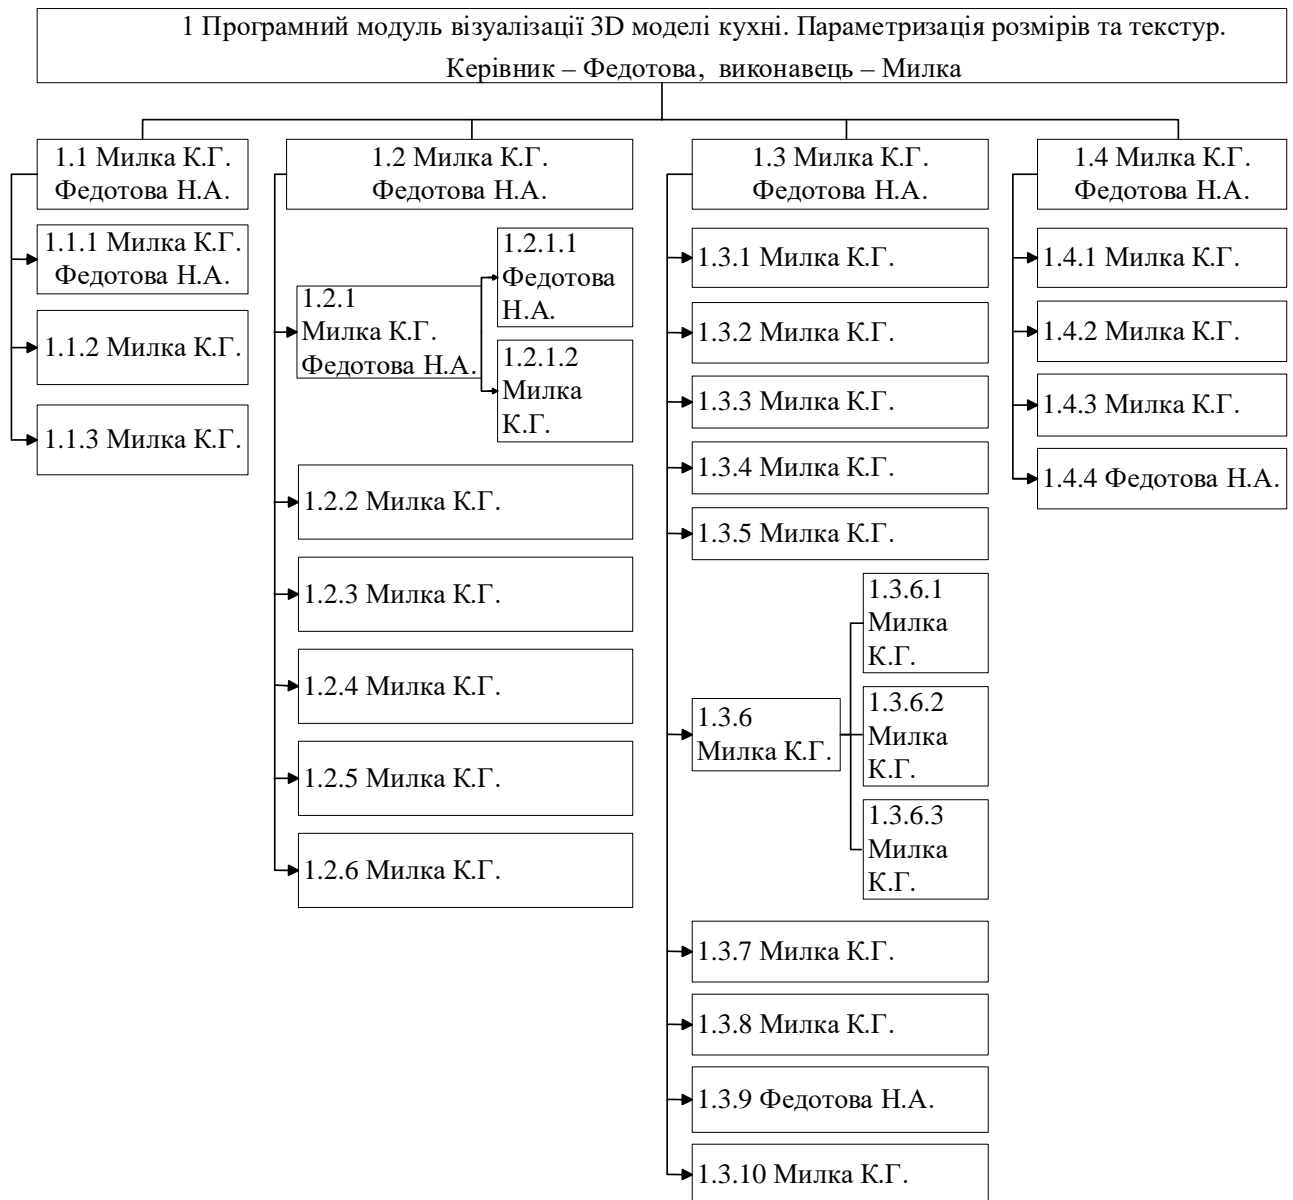 1 Програмний модуль візуалізації 3D моделі кухні. Параметризація розмірів та текстур.
Керівник – Федотова, виконавець – Милка
1.1 Милка К.Г.
Федотова Н.А.
1.1.1 Милка К.Г.
Федотова Н.А.
1.1.2 Милка К.Г.
1.1.3 Милка К.Г.
1.2 Милка К.Г.
Федотова Н.А.
1.2.1
Милка К.Г.
Федотова Н.А.
1.2.1.1
Федотова
Н.А.
1.2.1.2
Милка
К.Г.
1.2.2 Милка К.Г.
1.2.3 Милка К.Г.
1.2.4 Милка К.Г.
1.2.5 Милка К.Г.
1.2.6 Милка К.Г.
1.3 Милка К.Г.
Федотова Н.А.
1.3.1 Милка К.Г.
1.3.2 Милка К.Г.
1.3.3 Милка К.Г.
1.3.4 Милка К.Г.
1.3.5 Милка К.Г.
1.3.6
Милка К.Г.
1.3.6.1
Милка
К.Г.
1.3.6.2
Милка
К.Г.
1.3.6.3
Милка
К.Г.
1.3.7 Милка К.Г.
1.3.8 Милка К.Г.
1.3.9 Федотова Н.А.
1.3.10 Милка К.Г.
1.4 Милка К.Г.
Федотова Н.А.
1.4.1 Милка К.Г.
1.4.2 Милка К.Г.
1.4.3 Милка К.Г.
1.4.4 Федотова Н.А.